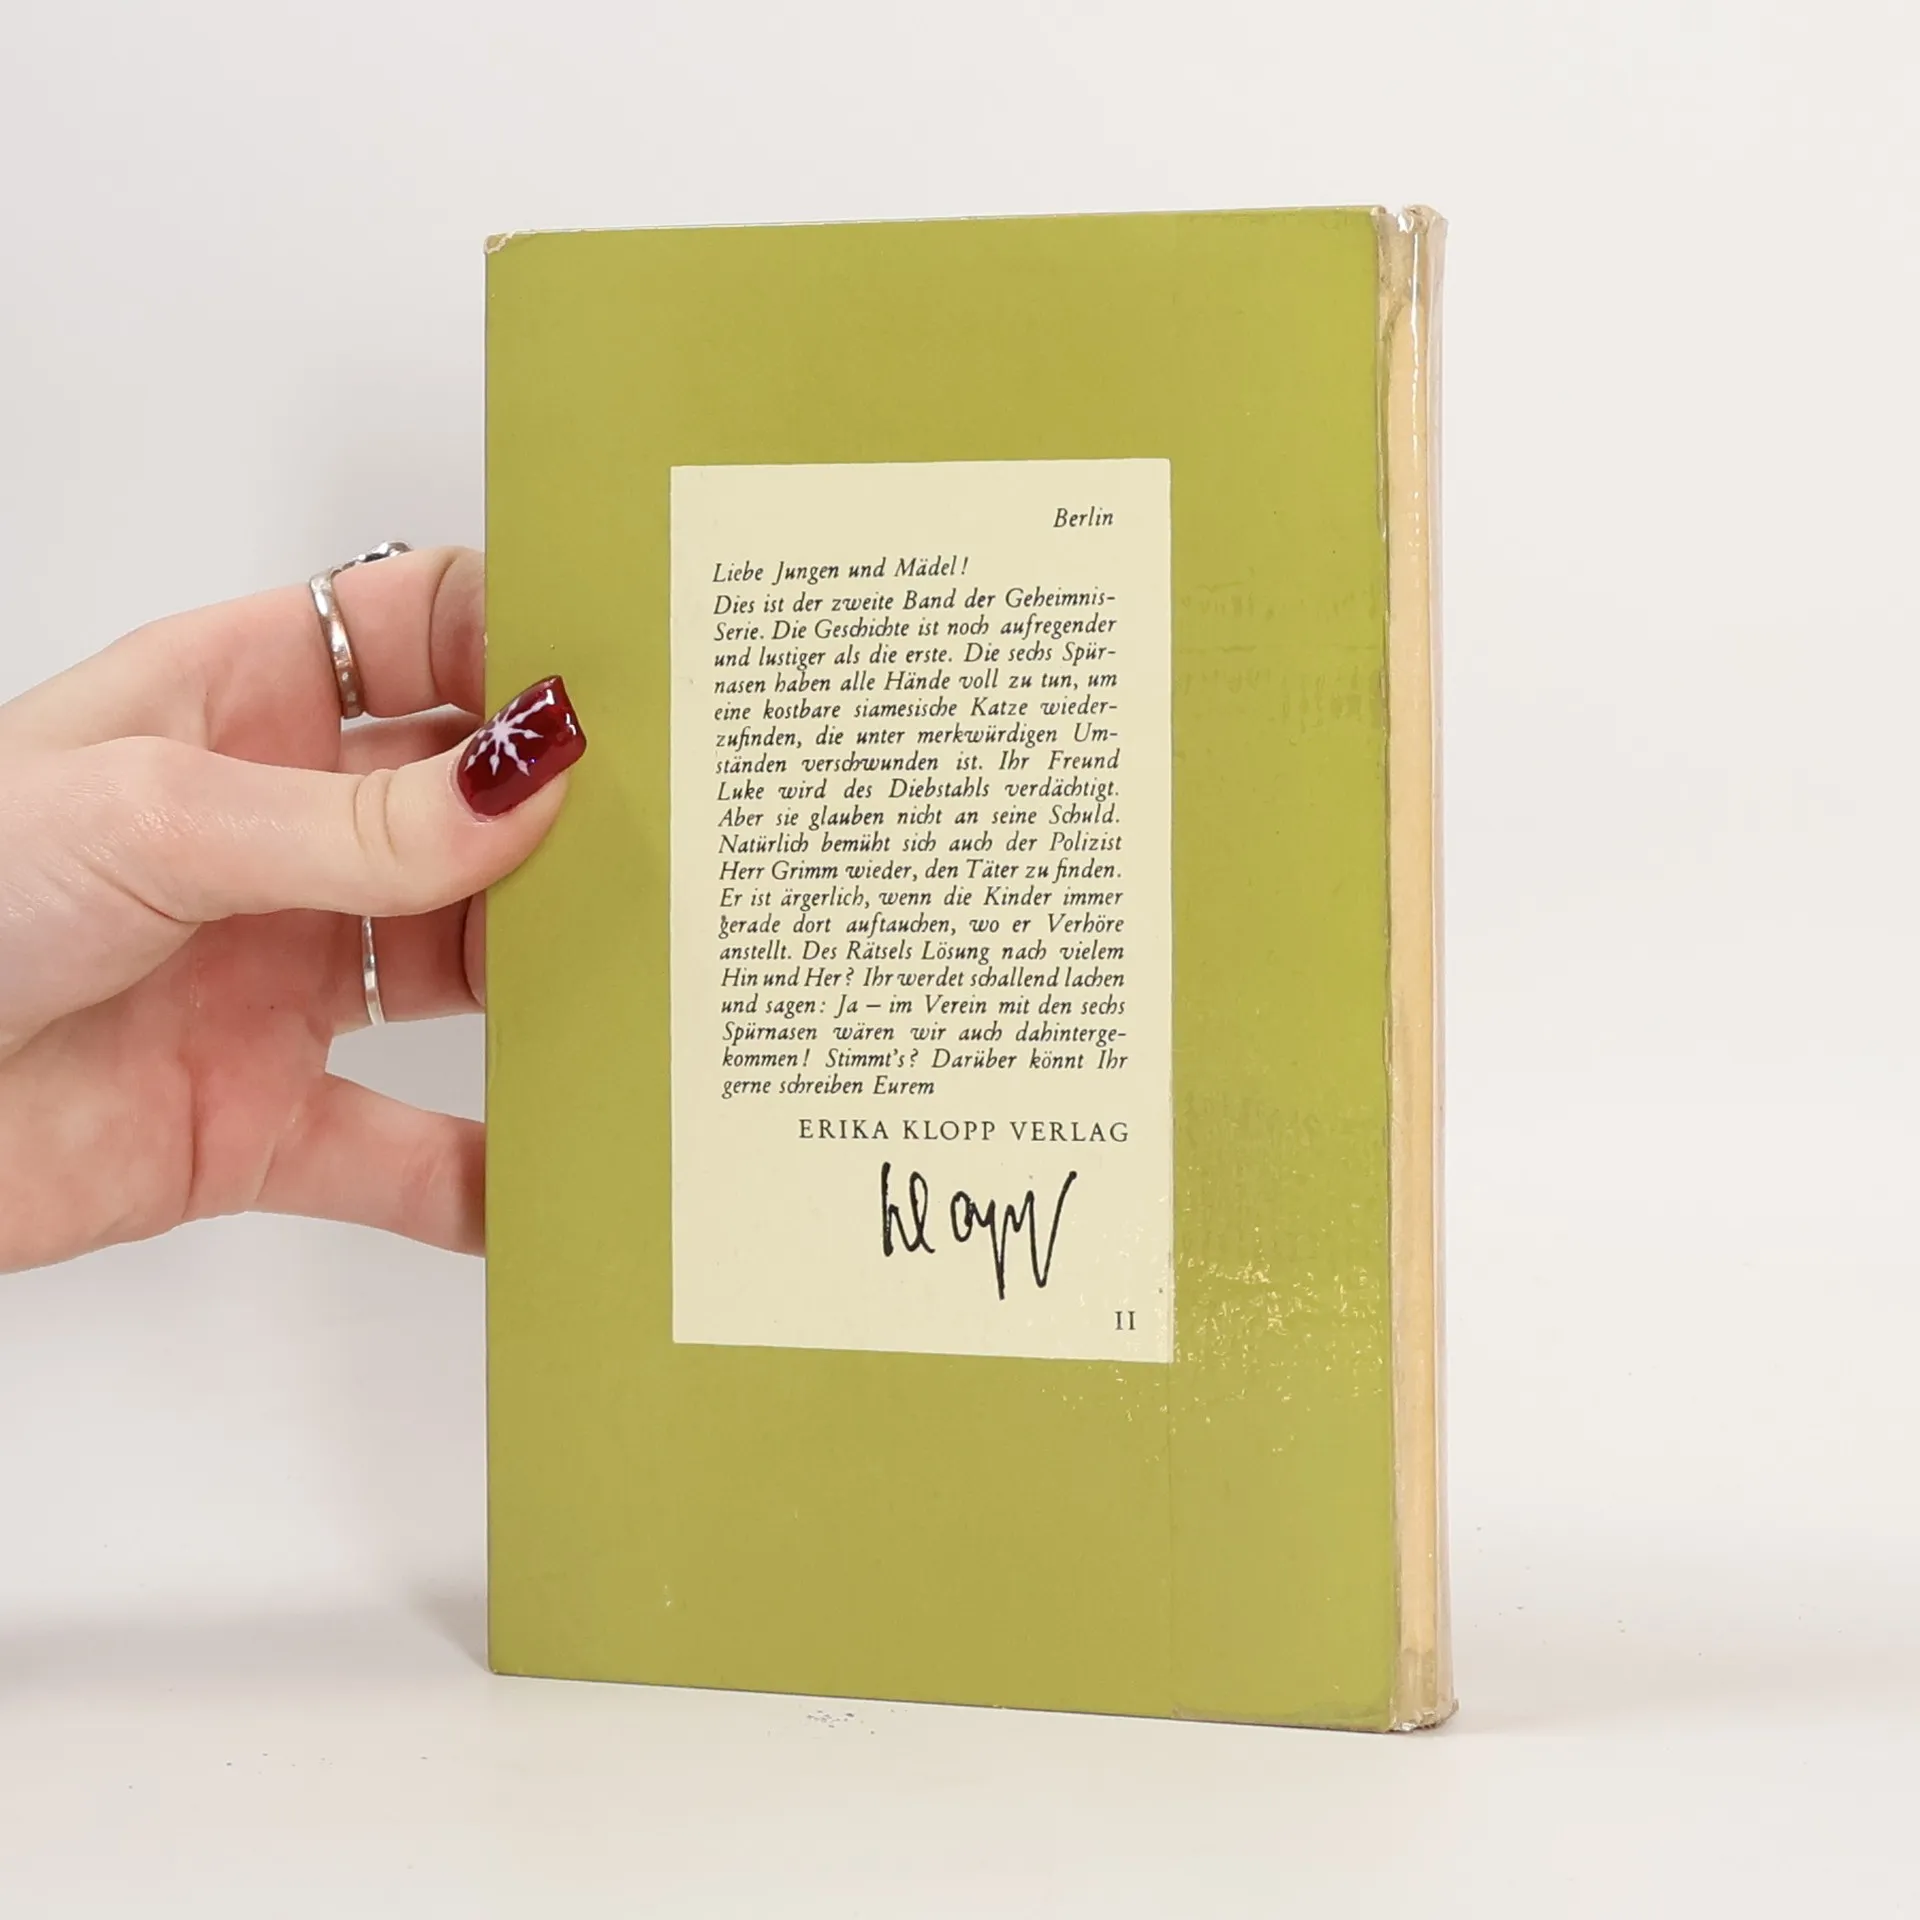 Berlin
Liebe Jungen und Mädel!
Dies ist der zweite Band der Geheimnis-
Serie. Die Geschichte ist noch aufregender
und lustiger als die erste. Die sechs Spür-
nasen haben alle Hände voll zu tun, um
eine kostbare siamesische Katze wieder-
zufinden, die unter merkwürdigen Um-
ständen verschwunden ist. Ihr Freund
Luke wird des Diebstahls verdächtigt.
Aber sie glauben nicht an seine Schuld.
Natürlich bemüht sich auch der Polizist
Herr Grimm wieder, den Täter zu finden.
Er ist ärgerlich, wenn die Kinder immer
gerade dort auftauchen, wo er Verhöre
anstellt. Des Rätsels Lösung nach vielem
Hin und Her? Ihr werdet schallend lachen
und sagen: Ja – im Verein mit den sechs
Spürnasen wären wir auch dahinterge-
kommen! Stimmt's? Darüber könnt Ihr
gerne schreiben Eurem
ERIKA KLOPP VERLAG
Klopp
II